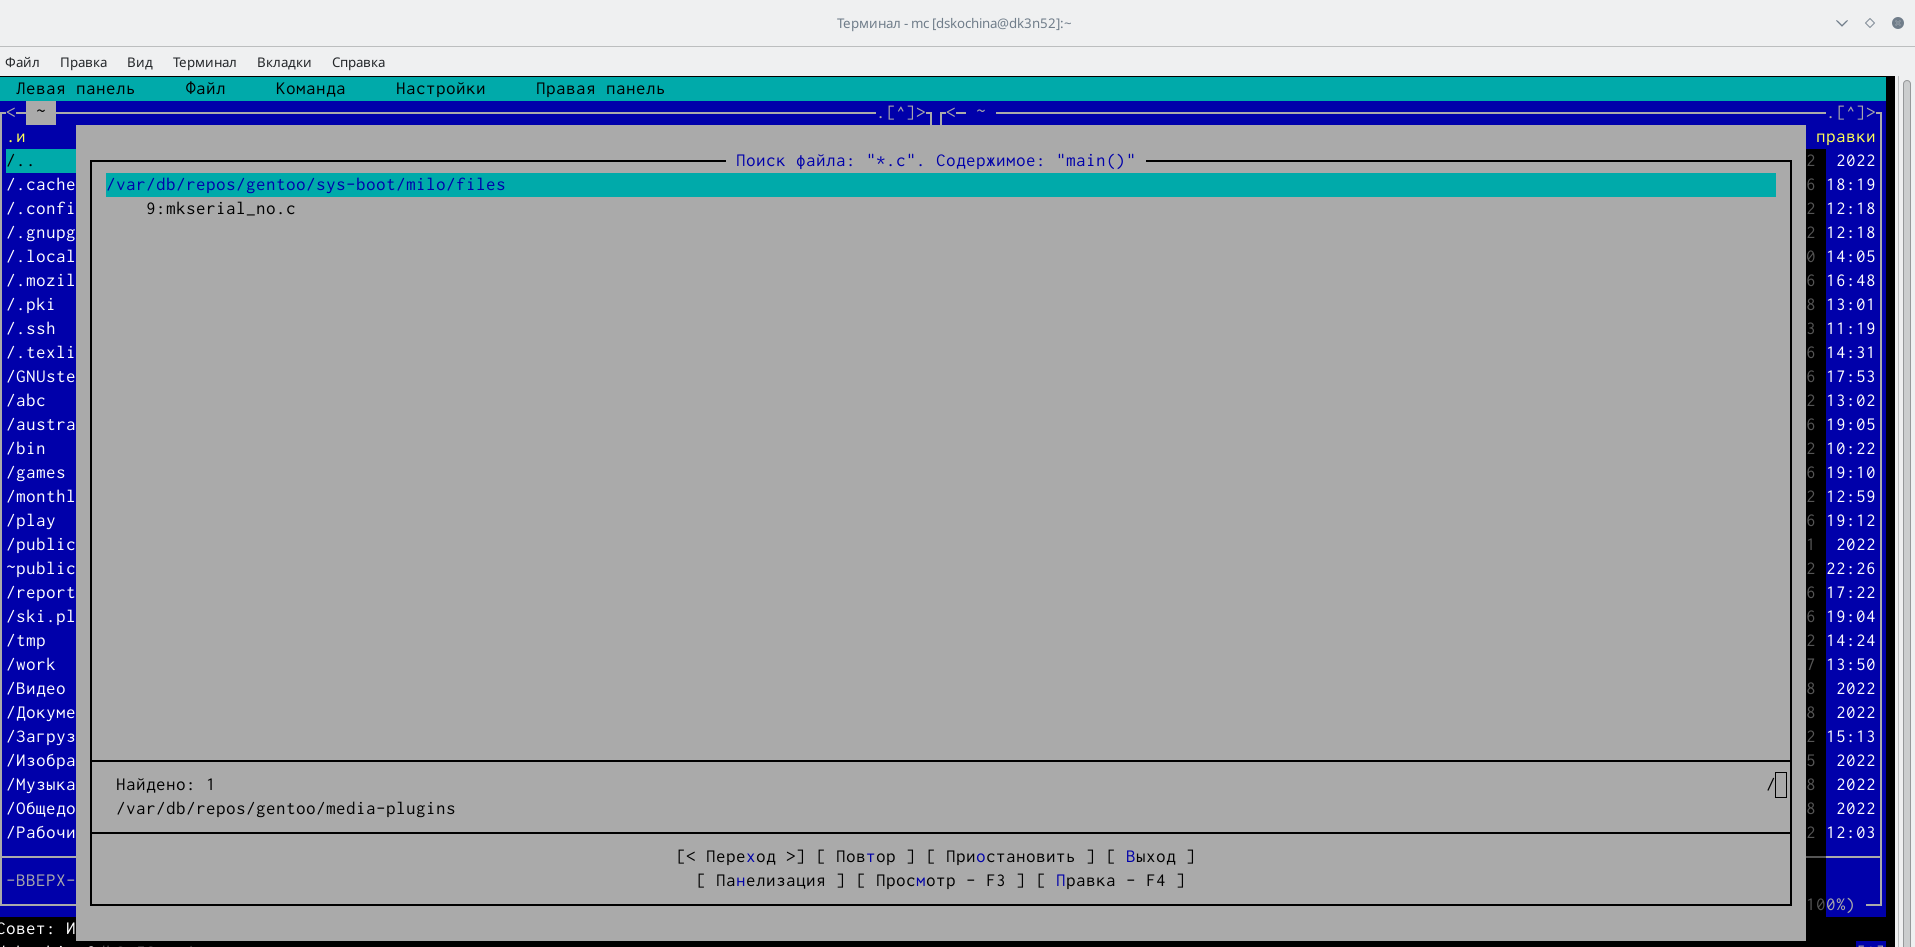 Терминал - mc [dskochina@dk3n52]:~
Файл Правка Вид Терминал Вкладки Справка
Левая панель Файл Команда Настройки Правая панель
<- ~ .[^]> <- ~ .[^]>
.и правки
/.. 2 2022
Поиск файла: "*.c". Содержимое: "main()"
/.cache 6 18:19
/var/db/repos/gentoo/sys-boot/milo/files
/.confi 2 12:18
9:mkserial_no.c
/.gnupg 2 12:18
/.local 0 14:05
/.mozil 6 16:48
/.pki 8 13:01
/.ssh 3 11:19
/.texli 6 14:31
/GNUste 6 17:53
/abc 2 13:02
/austra 6 19:05
/bin 2 10:22
/games 6 19:10
/monthl 2 12:59
/play 6 19:12
/public 1 2022
~public 2 22:26
/report 6 17:22
/ski.pl 6 19:04
/tmp 2 14:24
/work 7 13:50
/Видео 8 2022
/Докуме 8 2022
/Загруз 2 15:13
/Изобра 5 2022
/Музыка 8 2022
Найдено: 1 /
/Общедо 8 2022
/var/db/repos/gentoo/media-plugins
/Рабочи 2 12:03
[< Переход >] [ Повтор ] [ Приостановить ] [ Выход ]
-ВВЕРХ-
[ Панелизация ] [ Просмотр - F3 ] [ Правка - F4 ]
100%)
Совет: И